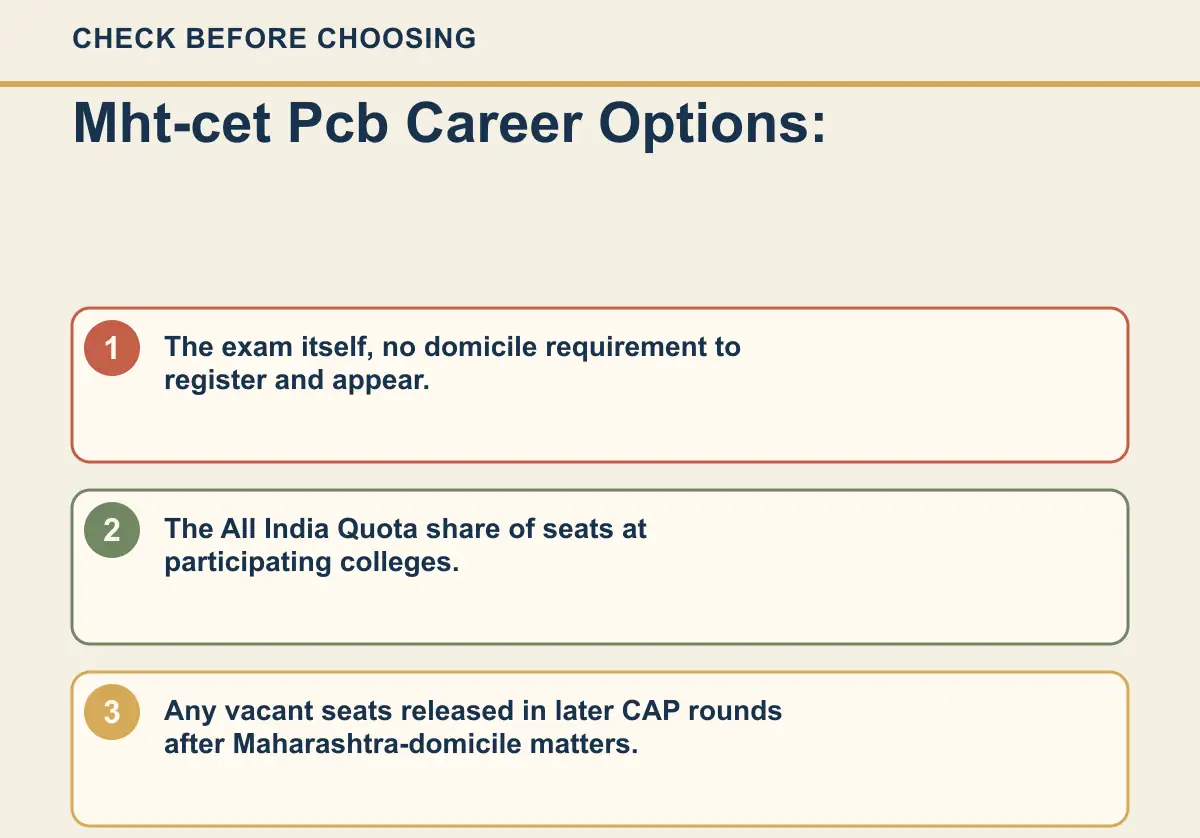 CHECK BEFORE CHOOSING
Mht-cet Pcb Career Options:
1
The exam itself, no domicile requirement to
register and appear.
2
The All India Quota share of seats at
participating colleges.
3
Any vacant seats released in later CAP rounds
after Maharashtra-domicile matters.